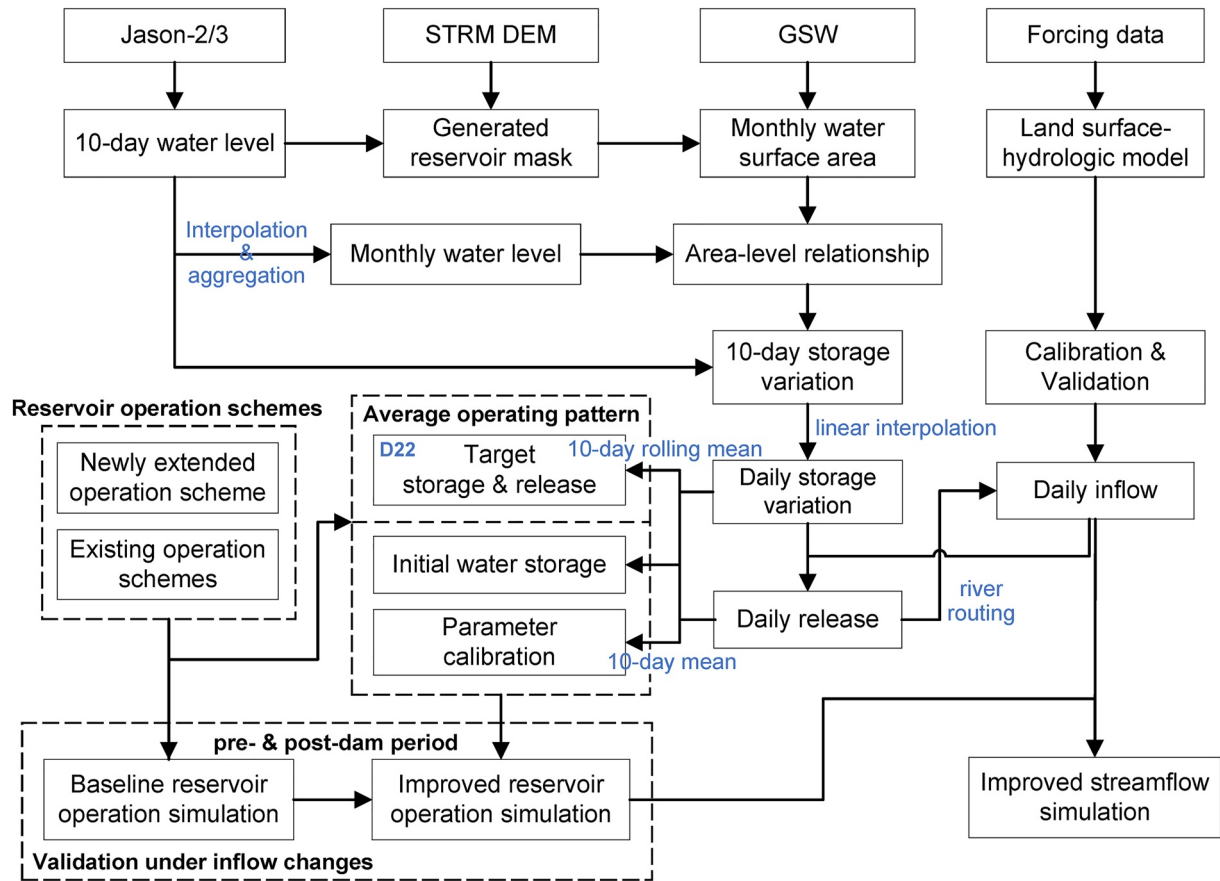 Jason-2/3
STRM DEM
GSW
Forcing data
10-day water level
Generated
reservoir mask
Monthly water
surface area
Land surface-
hydrologic model
Interpolation
&
aggregation
Monthly water level
Area-level relationship
10-day storage
variation
Calibration &
Validation
Reservoir operation schemes
Newly extended
operation scheme
Existing operation
schemes
Average operating pattern
D22
Target
storage & release
10-day rolling mean
linear interpolation
Daily storage
variation
Daily inflow
Initial water storage
Parameter
calibration
10-day mean
Daily release
river
routing
pre- & post-dam period
Baseline reservoir
operation simulation
Improved reservoir
operation simulation
Improved streamflow
simulation
Validation under inflow changes